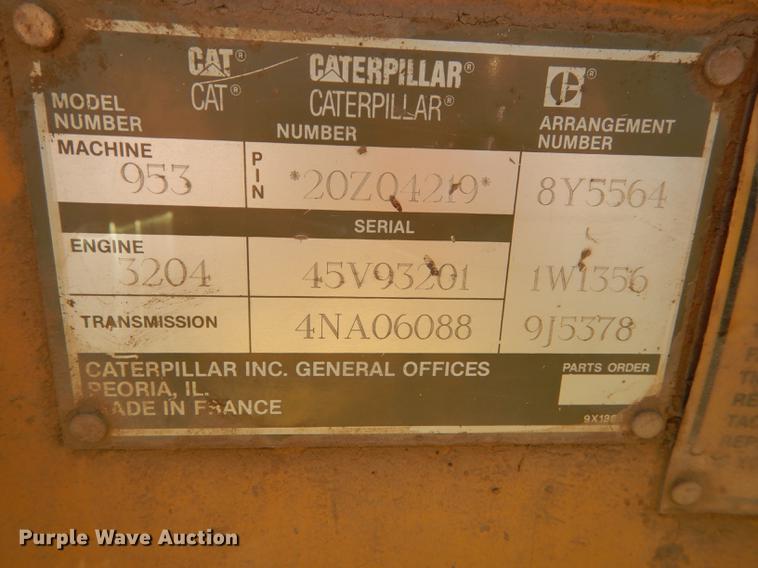 CAT® CATERPILLAR® ®
CAT® CATERPILLAR®
MODEL NUMBER
NUMBER
ARRANGEMENT NUMBER
MACHINE 953 PIN *20Z04219* 8Y5564
SERIAL
ENGINE 3204 45V93201 1W1356
TRANSMISSION 4NA06088 9J5378
CATERPILLAR INC. GENERAL OFFICES
PEORIA, IL.
MADE IN FRANCE
PARTS ORDER
Purple Wave Auction